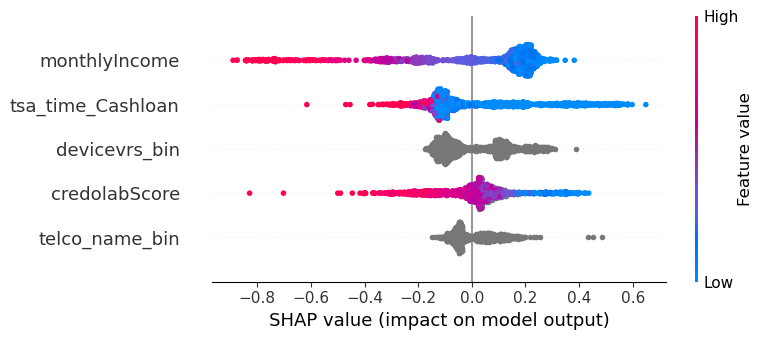 High
monthlyIncome
tsa_time_Cashloan
devicevrs_bin
credolabScore
telco_name_bin
Feature value
Low
−0.8 −0.6 −0.4 −0.2 0.0 0.2 0.4 0.6
SHAP value (impact on model output)